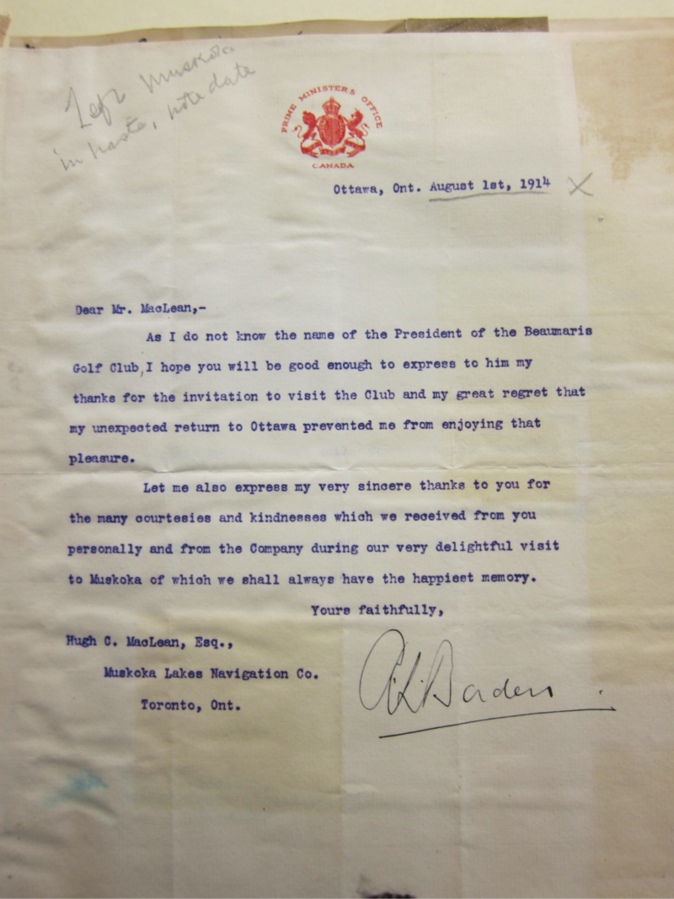 Left Muskoka
in haste, note date
PRIME MINISTER'S OFFICE
CANADA
Ottawa, Ont. August 1st, 1914 X
Dear Mr. MacLean,-
As I do not know the name of the President of the Beaumaris
Golf Club, I hope you will be good enough to express to him my
thanks for the invitation to visit the Club and my great regret that
my unexpected return to Ottawa prevented me from enjoying that
pleasure.
Let me also express my very sincere thanks to you for
the many courtesies and kindnesses which we received from you
personally and from the Company during our very delightful visit
to Muskoka of which we shall always have the happiest memory.
Yours faithfully,
Hugh C. MacLean, Esq.,
Muskoka Lakes Navigation Co.
Toronto, Ont.
R.L. Borden